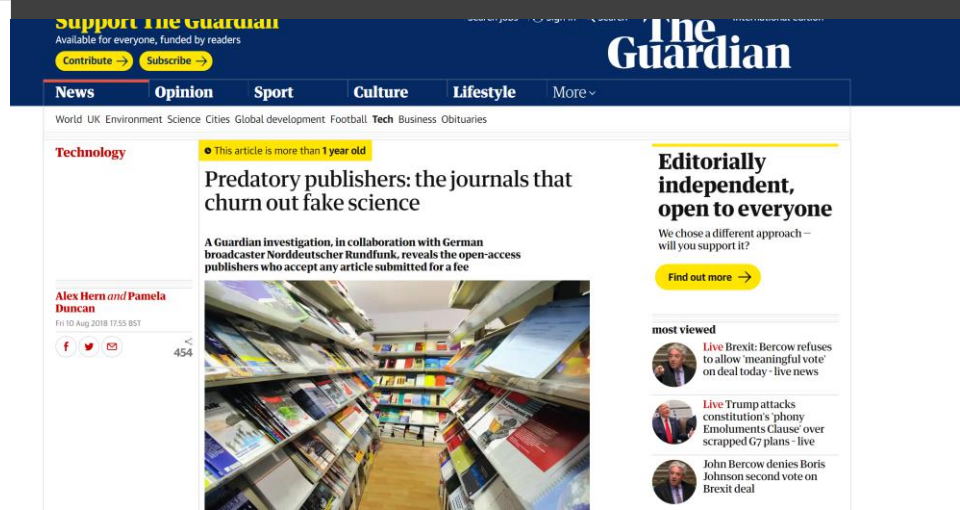 Support The Guardian
Available for everyone, funded by readers
Contribute →
Subscribe →
Search jobs
Sign in
Search
International edition
The
Guardian
News
Opinion
Sport
Culture
Lifestyle
More
World UK Environment Science Cities Global development Football Tech Business Obituaries
Technology
This article is more than 1 year old
Predatory publishers: the journals that
churn out fake science
A Guardian investigation, in collaboration with German
broadcaster Norddeutscher Rundfunk, reveals the open-access
publishers who accept any article submitted for a fee
Alex Hern and Pamela
Duncan
Fri 10 Aug 2018 17.55 BST
454
Editorially
independent,
open to everyone
We chose a different approach –
will you support it?
Find out more →
most viewed
Live Brexit: Bercow refuses
to allow 'meaningful vote'
on deal today - live news
Live Trump attacks
constitution's 'phony
Emoluments Clause' over
scrapped G7 plans - live
John Bercow denies Boris
Johnson second vote on
Brexit deal